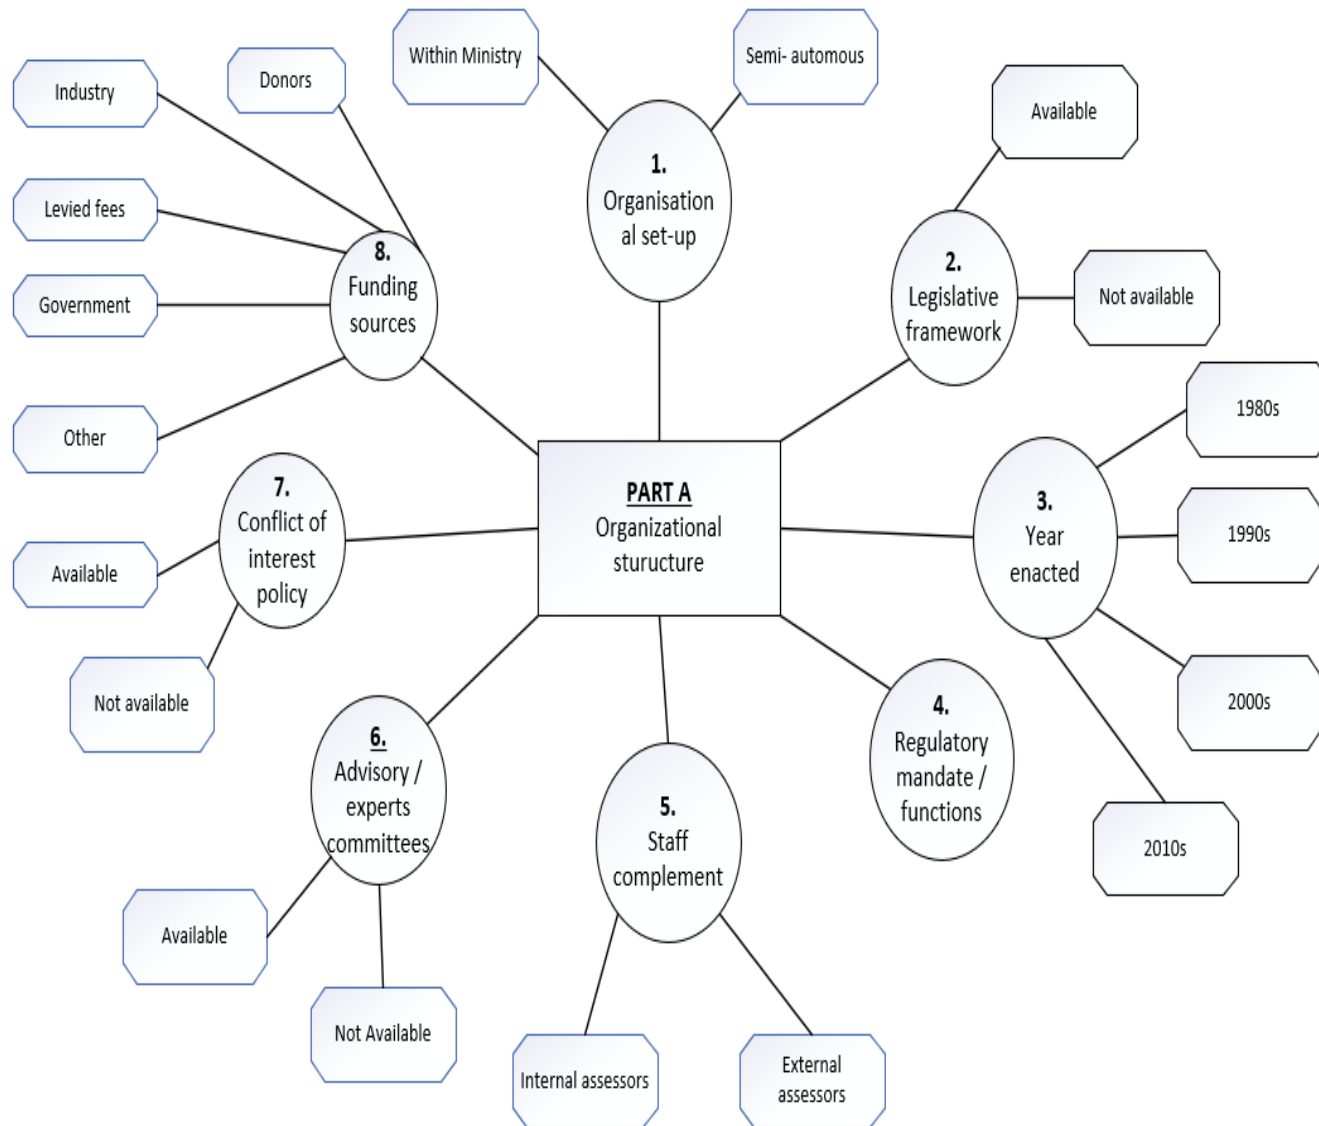 PART A
Organizational
sturucture
1.
Organisation
al set-up
Within Ministry
Semi- automous
2.
Legislative
framework
Available
Not available
3.
Year
enacted
1980s
1990s
2000s
2010s
4.
Regulatory
mandate /
functions
5.
Staff
complement
Internal assessors
External
assessors
6.
Advisory /
experts
committees
Available
Not Available
7.
Conflict of
interest
policy
Available
Not available
8.
Funding
sources
Donors
Industry
Levied fees
Government
Other